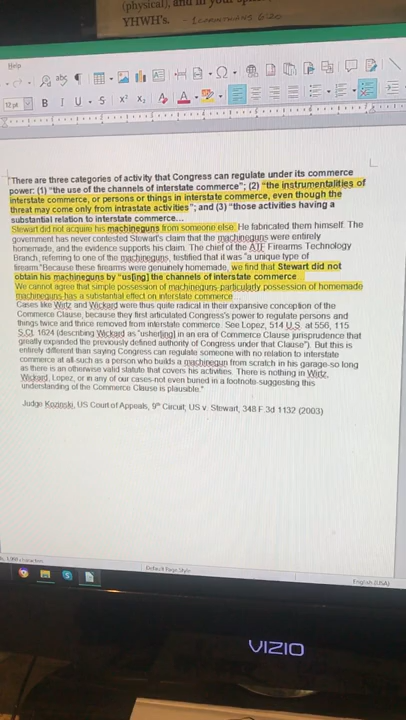 (physical), and in your
YHWH's. - 1 Corinthians 6:20
Help
12 pt
There are three categories of activity that Congress can regulate under its commerce
power: (1) "the use of the channels of interstate commerce"; (2) "the instrumentalities of
interstate commerce, or persons or things in interstate commerce, even though the
threat may come only from intrastate activities"; and (3) "those activities having a
substantial relation to interstate commerce...
Stewart did not acquire his machineguns from someone else: He fabricated them himself. The
government has never contested Stewart's claim that the machineguns were entirely
homemade, and the evidence supports his claim. The chief of the ATF Firearms Technology
Branch, referring to one of the machineguns, testified that it was "a unique type of
firearm."Because these firearms were genuinely homemade, we find that Stewart did not
obtain his machineguns by "us[ing] the channels of interstate commerce
We cannot agree that simple possession of machineguns-particularly possession of homemade
machineguns-has a substantial effect on interstate commerce...
Cases like Wirtz and Wickard were thus quite radical in their expansive conception of the
Commerce Clause, because they first articulated Congress's power to regulate persons and
things twice and thrice removed from interstate commerce. See Lopez, 514 U.S. at 556, 115
S.Ct. 1624 (describing Wickard as "usher[ing] in an era of Commerce Clause jurisprudence that
greatly expanded the previously defined authority of Congress under that Clause"). But this is
entirely different than saying Congress can regulate someone with no relation to interstate
commerce at all-such as a person who builds a machinegun from scratch in his garage-so long
as there is an otherwise valid statute that covers his activities. There is nothing in Wirtz,
Wickard, Lopez, or in any of our cases-not even buried in a footnote-suggesting this
understanding of the Commerce Clause is plausible."
Judge Kozinski, US Court of Appeals, 9th Circuit; US v. Stewart, 348 F 3d 1132 (2003)
Default Page Style
English (USA)
VIZIO